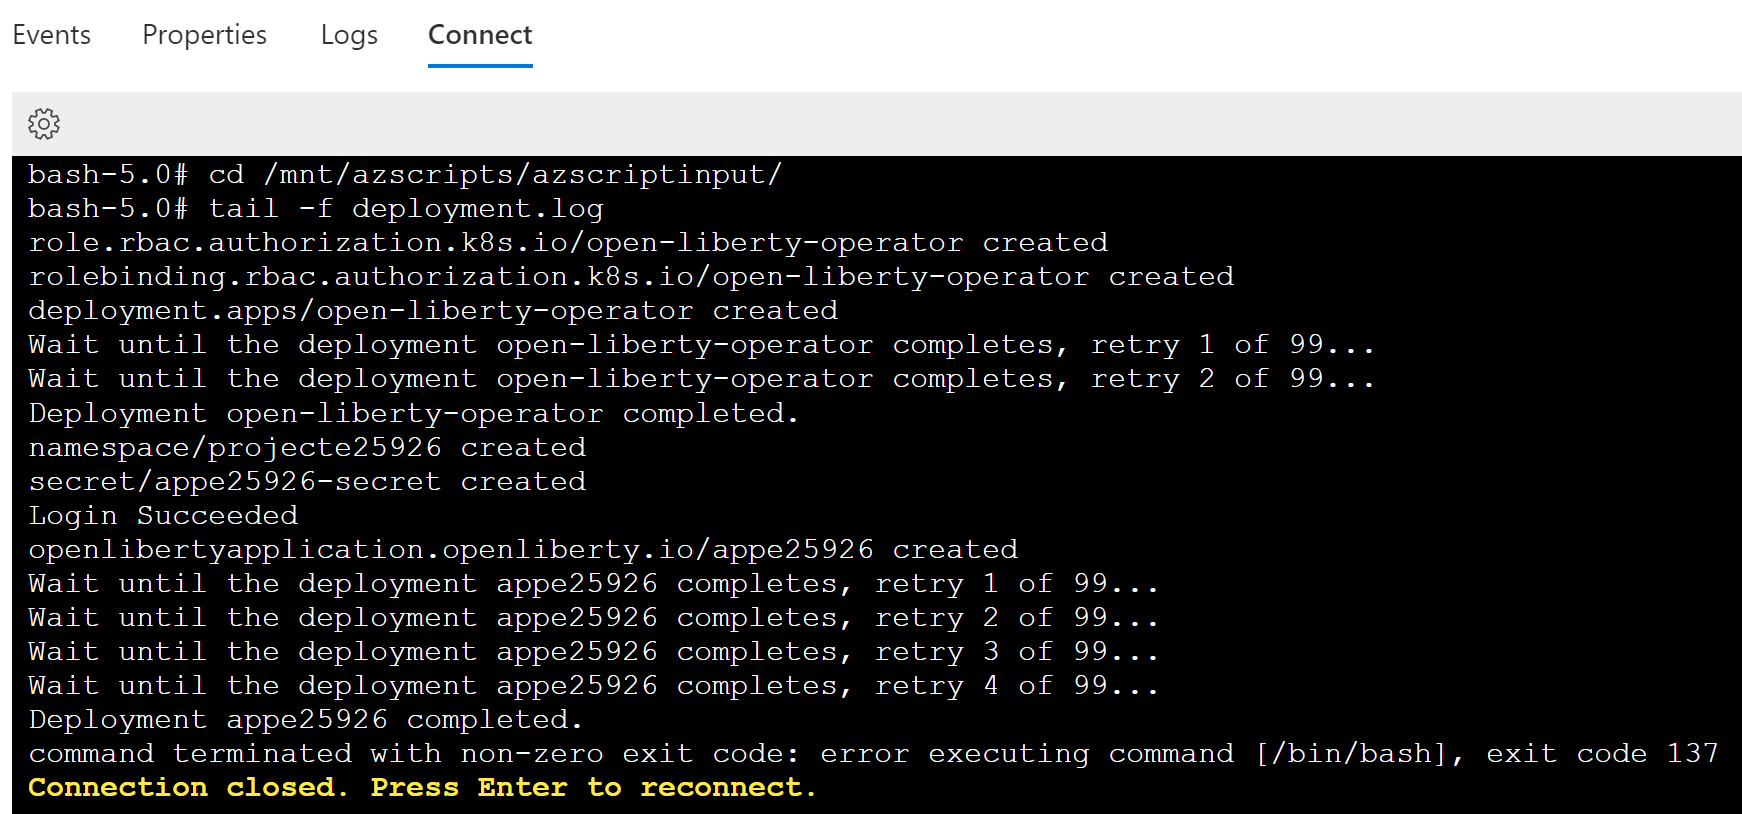 Events Properties Logs Connect
bash-5.0# cd /mnt/azscripts/azscriptinput/
bash-5.0# tail -f deployment.log
role.rbac.authorization.k8s.io/open-liberty-operator created
rolebinding.rbac.authorization.k8s.io/open-liberty-operator created
deployment.apps/open-liberty-operator created
Wait until the deployment open-liberty-operator completes, retry 1 of 99...
Wait until the deployment open-liberty-operator completes, retry 2 of 99...
Deployment open-liberty-operator completed.
namespace/projecte25926 created
secret/appe25926-secret created
Login Succeeded
openlibertyapplication.openliberty.io/appe25926 created
Wait until the deployment appe25926 completes, retry 1 of 99...
Wait until the deployment appe25926 completes, retry 2 of 99...
Wait until the deployment appe25926 completes, retry 3 of 99...
Wait until the deployment appe25926 completes, retry 4 of 99...
Deployment appe25926 completed.
command terminated with non-zero exit code: error executing command [/bin/bash], exit code 137
Connection closed. Press Enter to reconnect.